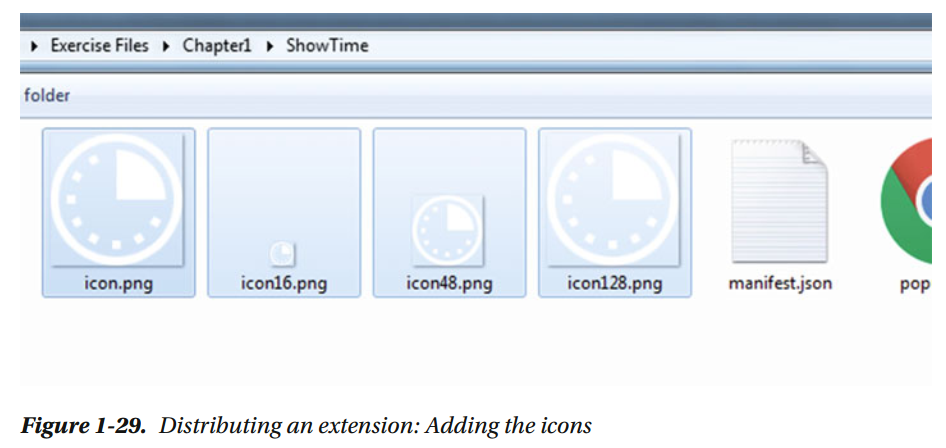 Exercise Files Chapter1 ShowTime
folder
icon.png icon16.png icon48.png icon128.png manifest.json pop
Figure 1-29. Distributing an extension: Adding the icons